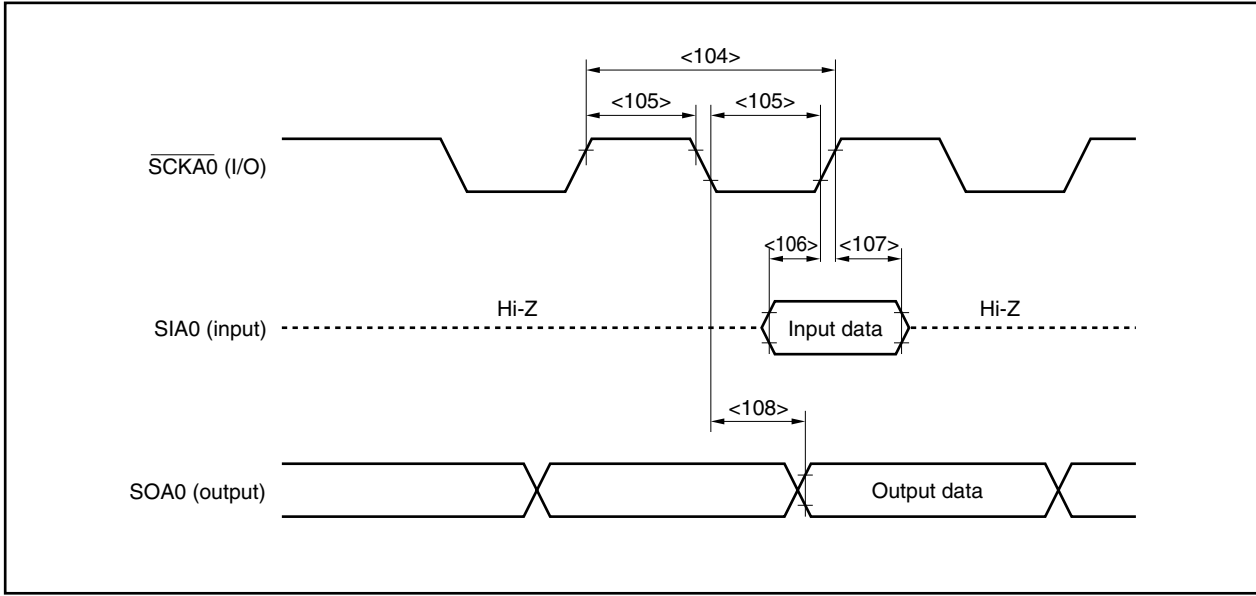 <104>
<105> <105>
SCKA0 (I/O)
<106> <107>
Hi-Z Hi-Z
SIA0 (input) Input data
<108>
SOA0 (output) Output data